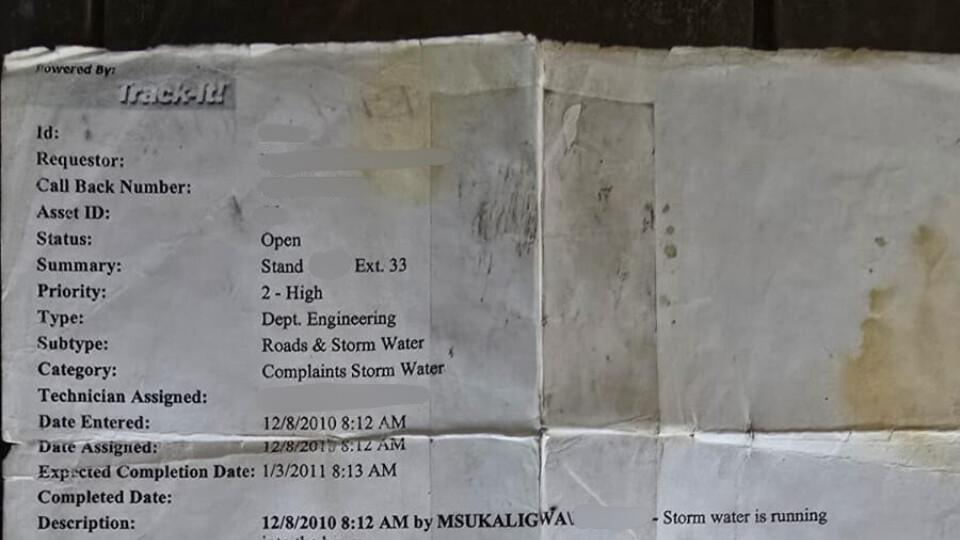 Powered By:
Track-It!
Id:
Requestor:
Call Back Number:
Asset ID:
Status: Open
Summary: Stand Ext. 33
Priority: 2 - High
Type: Dept. Engineering
Subtype: Roads & Storm Water
Category: Complaints Storm Water
Technician Assigned:
Date Entered: 12/8/2010 8:12 AM
Date Assigned: 12/8/2010 8:12 AM
Expected Completion Date: 1/3/2011 8:13 AM
Completed Date:
Description: 12/8/2010 8:12 AM by MSUKALIGWA\ - Storm water is running